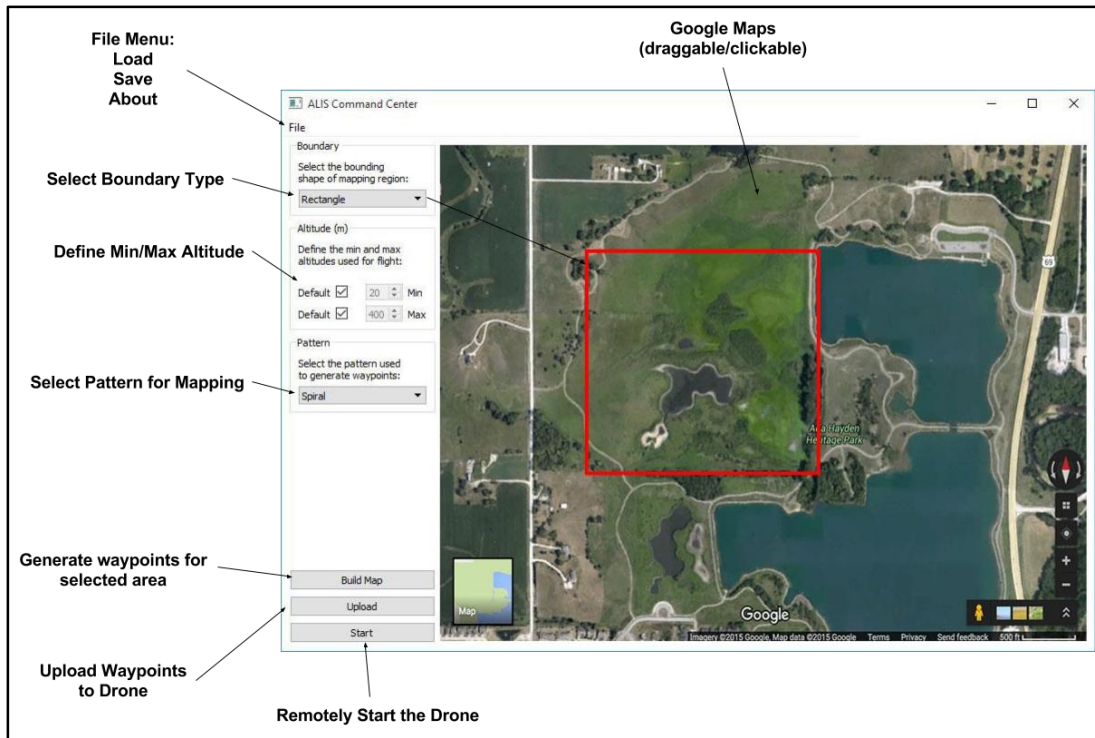 File Menu:
Load
Save
About
Google Maps
(draggable/clickable)
ALIS Command Center
File
Boundary
Select the bounding
shape of mapping region:
Rectangle
Select Boundary Type
Altitude (m)
Define the min and max
altitudes used for flight:
Default 20 Min
Default 400 Max
Define Min/Max Altitude
Pattern
Select the pattern used
to generate waypoints:
Spiral
Select Pattern for Mapping
69
Ada Hayden
Heritage Park
Generate waypoints for
selected area
Build Map
Upload
Start
Map
Google
Imagery ©2015 Google, Map data ©2015 Google Terms Privacy Send feedback 500 ft
Upload Waypoints
to Drone
Remotely Start the Drone